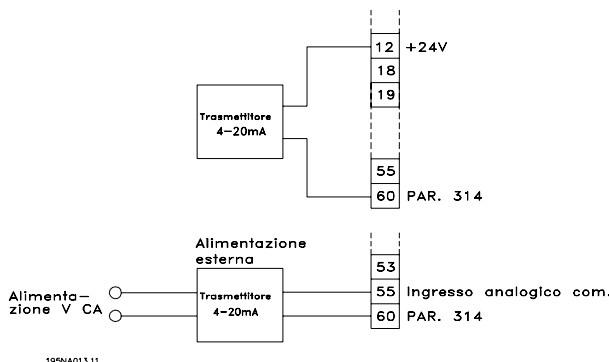 12 +24V
18
19
Trasmettitore
4-20mA
55
60 PAR. 314
Alimentazione
esterna
53
Alimenta-
zione V CA
Trasmettitore
4-20mA
55 Ingresso analogico com.
60 PAR. 314
195NA013.11